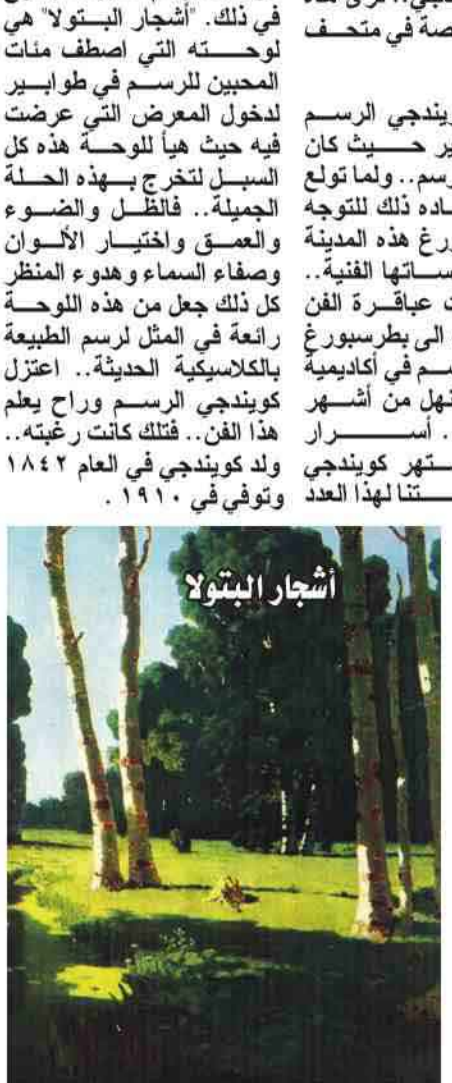 صة في متحف
ويندجي الرسم
ير حيث كان
رسم.. ولما تولع
اده ذلك للتوجه
ورغ هذه المدينة
ساتها الفنية..
ت عباقرة الفن
الى بطرسبورغ
سم في أكاديمية
نهل من أشهر
. أسرار
تهر كويندجي
تنا لهذا العدد
في ذلك. "أشجار البتولا" هي
لوحته التي اصطف مئات
المحبين للرسم في طوابير
لدخول المعرض التي عرضت
فيه حيث هيأ للوحة هذه كل
السبل لتخرج بهذه الحلة
الجميلة.. فالظل والضوء
والعمق واختيار الألوان
وصفاء السماء وهدوء المنظر
كل ذلك جعل من هذه اللوحة
رائعة في المثل لرسم الطبيعة
بالكلاسيكية الحديثة.. اعتزل
كويندجي الرسم وراح يعلم
هذا الفن.. فتلك كانت رغبته..
ولد كويندجي في العام ١٨٤٢
وتوفي في ١٩١٠ .
أشجار البتولا